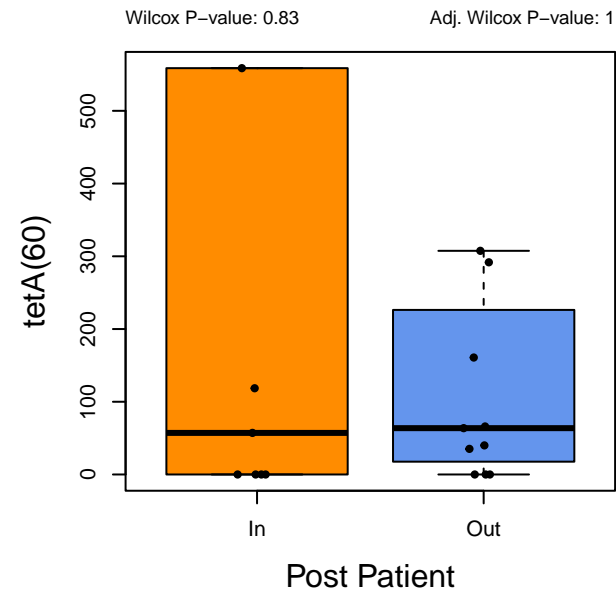 Wilcox P−value: 0.83
Adj. Wilcox P−value: 1
tetA(60)
500
400
300
200
100
0
In
Out
Post Patient